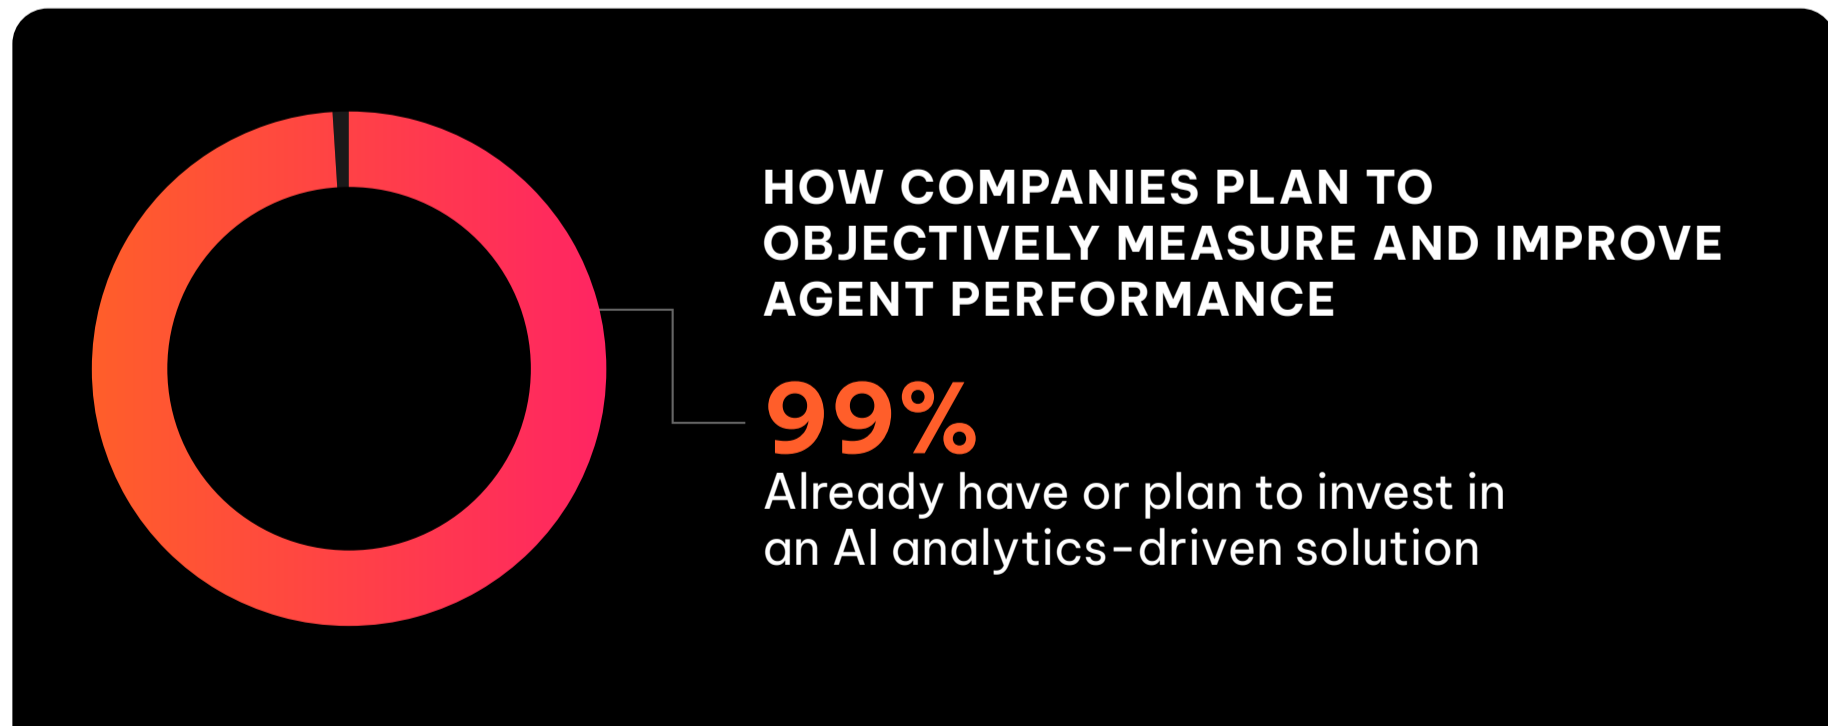 HOW COMPANIES PLAN TO
OBJECTIVELY MEASURE AND IMPROVE
AGENT PERFORMANCE
99%
Already have or plan to invest in
an AI analytics-driven solution